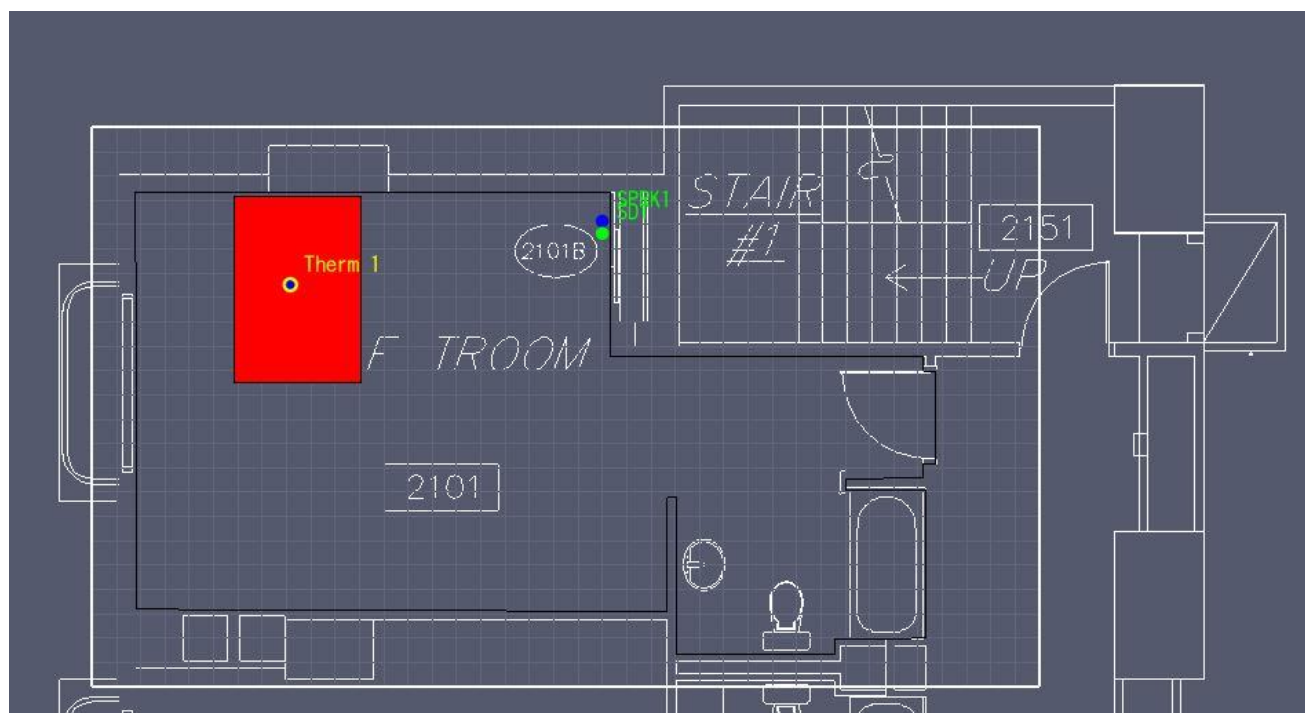 SPRK1
SD1
STAIR
#1
2151
2101B
Therm 1
UP
F TROOM
2101